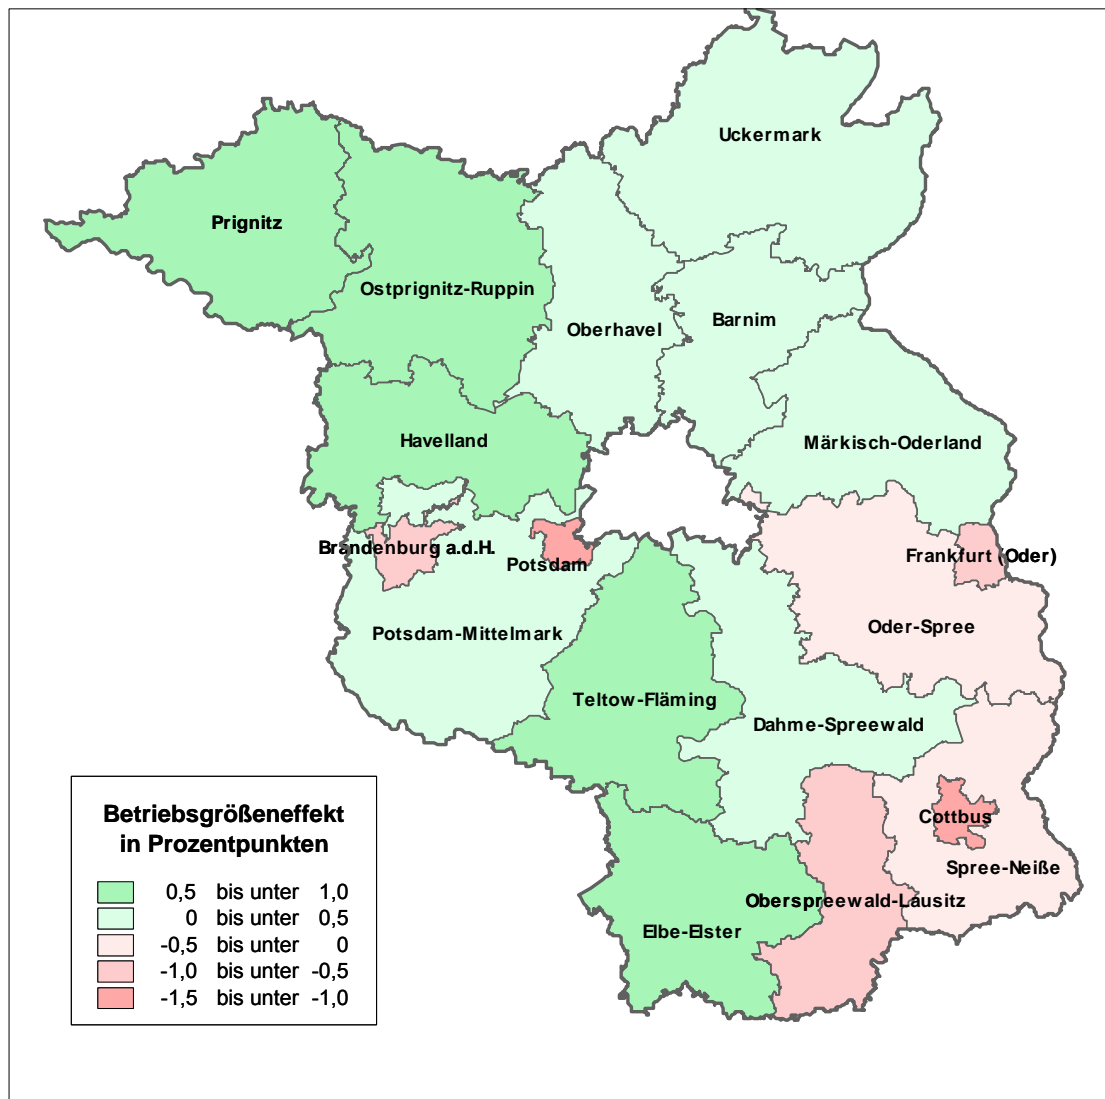 Uckermark
Prignitz
Ostprignitz-Ruppin
Oberhavel
Barnim
Havelland
Märkisch-Oderland
Brandenburg a.d.H.
Potsdam
Frankfurt (Oder)
Potsdam-Mittelmark
Oder-Spree
Teltow-Fläming
Dahme-Spreewald
Cottbus
Spree-Neiße
Oberspreewald-Lausitz
Elbe-Elster
Betriebsgrößeneffekt
in Prozentpunkten
0,5 bis unter 1,0
0 bis unter 0,5
-0,5 bis unter 0
-1,0 bis unter -0,5
-1,5 bis unter -1,0